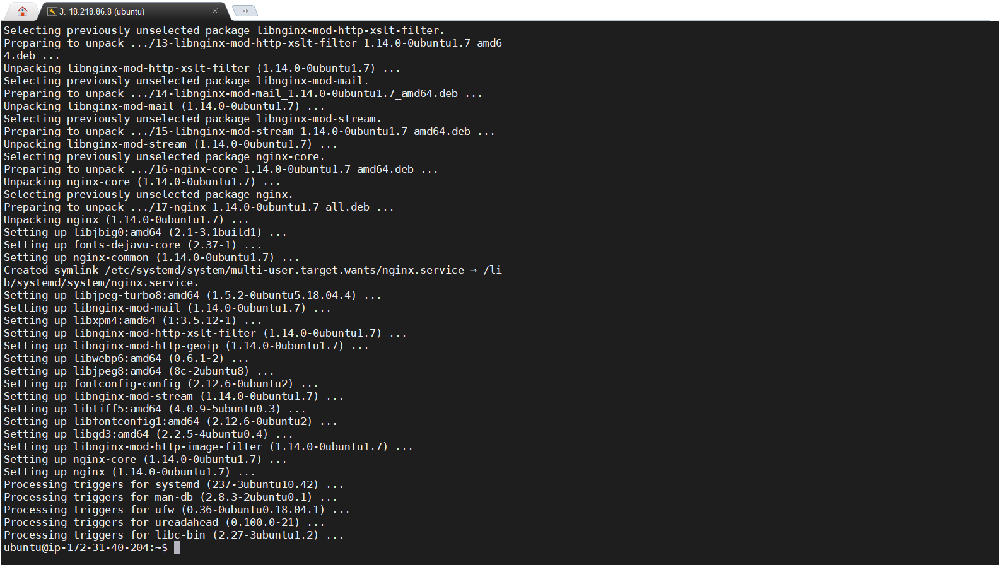 3. 18.218.86.8 (ubuntu)
Selecting previously unselected package libnginx-mod-http-xslt-filter.
Preparing to unpack .../13-libnginx-mod-http-xslt-filter_1.14.0-0ubuntu1.7_amd6
4.deb ...
Unpacking libnginx-mod-http-xslt-filter (1.14.0-0ubuntu1.7) ...
Selecting previously unselected package libnginx-mod-mail.
Preparing to unpack .../14-libnginx-mod-mail_1.14.0-0ubuntu1.7_amd64.deb ...
Unpacking libnginx-mod-mail (1.14.0-0ubuntu1.7) ...
Selecting previously unselected package libnginx-mod-stream.
Preparing to unpack .../15-libnginx-mod-stream_1.14.0-0ubuntu1.7_amd64.deb ...
Unpacking libnginx-mod-stream (1.14.0-0ubuntu1.7) ...
Selecting previously unselected package nginx-core.
Preparing to unpack .../16-nginx-core_1.14.0-0ubuntu1.7_amd64.deb ...
Unpacking nginx-core (1.14.0-0ubuntu1.7) ...
Selecting previously unselected package nginx.
Preparing to unpack .../17-nginx_1.14.0-0ubuntu1.7_all.deb ...
Unpacking nginx (1.14.0-0ubuntu1.7) ...
Setting up libjbig0:amd64 (2.1-3.1build1) ...
Setting up fonts-dejavu-core (2.37-1) ...
Setting up nginx-common (1.14.0-0ubuntu1.7) ...
Created symlink /etc/systemd/system/multi-user.target.wants/nginx.service → /li
b/systemd/system/nginx.service.
Setting up libjpeg-turbo8:amd64 (1.5.2-0ubuntu5.18.04.4) ...
Setting up libnginx-mod-mail (1.14.0-0ubuntu1.7) ...
Setting up libxpm4:amd64 (1:3.5.12-1) ...
Setting up libnginx-mod-http-xslt-filter (1.14.0-0ubuntu1.7) ...
Setting up libnginx-mod-http-geoip (1.14.0-0ubuntu1.7) ...
Setting up libwebp6:amd64 (0.6.1-2) ...
Setting up libjpeg8:amd64 (8c-2ubuntu8) ...
Setting up fontconfig-config (2.12.6-0ubuntu2) ...
Setting up libnginx-mod-stream (1.14.0-0ubuntu1.7) ...
Setting up libtiff5:amd64 (4.0.9-5ubuntu0.3) ...
Setting up libfontconfig1:amd64 (2.12.6-0ubuntu2) ...
Setting up libgd3:amd64 (2.2.5-4ubuntu0.4) ...
Setting up libnginx-mod-http-image-filter (1.14.0-0ubuntu1.7) ...
Setting up nginx-core (1.14.0-0ubuntu1.7) ...
Setting up nginx (1.14.0-0ubuntu1.7) ...
Processing triggers for systemd (237-3ubuntu10.42) ...
Processing triggers for man-db (2.8.3-2ubuntu0.1) ...
Processing triggers for ufw (0.36-0ubuntu0.18.04.1) ...
Processing triggers for ureadahead (0.100.0-21) ...
Processing triggers for libc-bin (2.27-3ubuntu1.2) ...
ubuntu@ip-172-31-40-204:~$